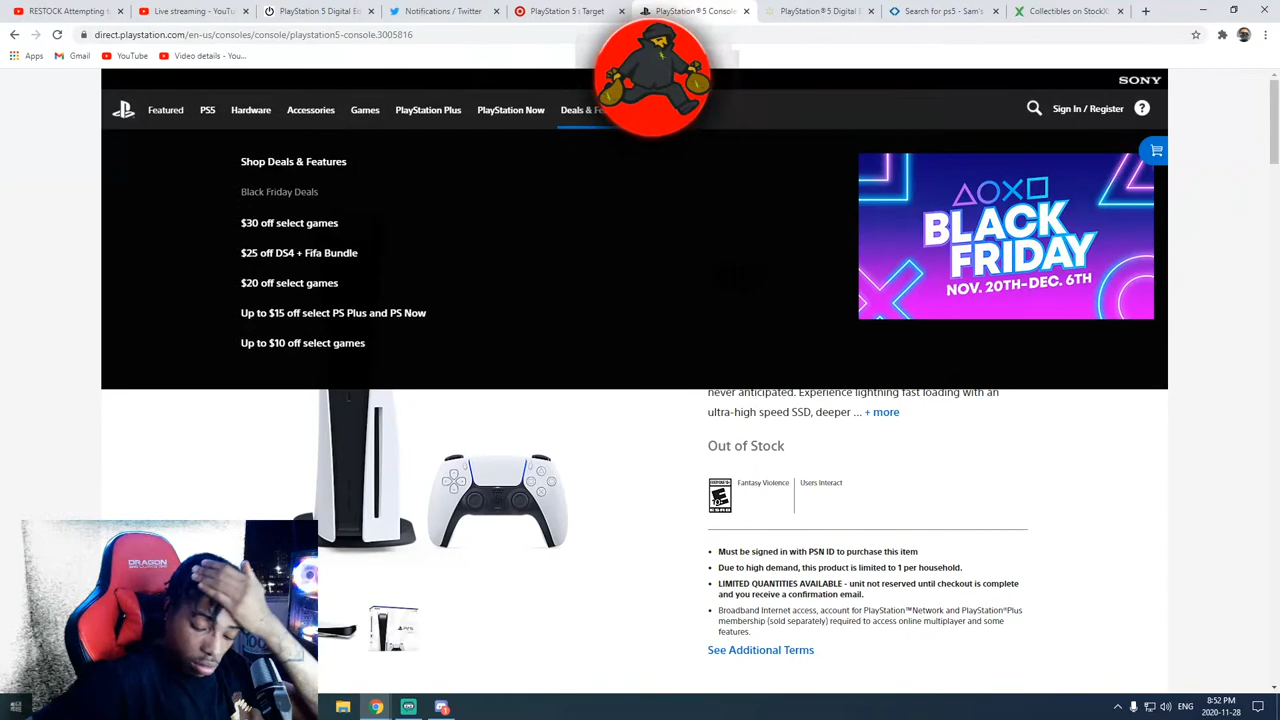 RESTOCK? Attempting to
Live stream
PlayStation®5 Digital Ed
Notifications / Twitter
PlayStation 5 : Target
PlayStation®5 C
PlayStation®5 Digital
Search for ps5 - Sam's
Collectibles on StockX
direct.playstation.com/en-us/consoles/console/playstation5-console.3005816
Apps
Gmail
YouTube
Video details - You...
SONY
Featured
PS5
Hardware
Accessories
Games
PlayStation Plus
PlayStation Now
Deals &
Sign In / Register
Shop Deals & Features
Black Friday Deals
$30 off select games
$25 off DS4 + Fifa Bundle
$20 off select games
Up to $15 off select PS Plus and PS Now
Up to $10 off select games
BLACK
FRIDAY
NOV. 20TH-DEC. 6TH
never anticipated. Experience lightning fast loading with an
ultra-high speed SSD, deeper ... + more
Out of Stock
Fantasy Violence
Users Interact
• Must be signed in with PSN ID to purchase this item
• Due to high demand, this product is limited to 1 per household.
• LIMITED QUANTITIES AVAILABLE - unit not reserved until checkout is complete
and you receive a confirmation email.
• Broadband Internet access, account for PlayStation™Network and PlayStation®Plus
membership (sold separately) required to access online multiplayer and some
features.
See Additional Terms
DRAGON
PS5
ENG
8:52 PM
2020-11-28